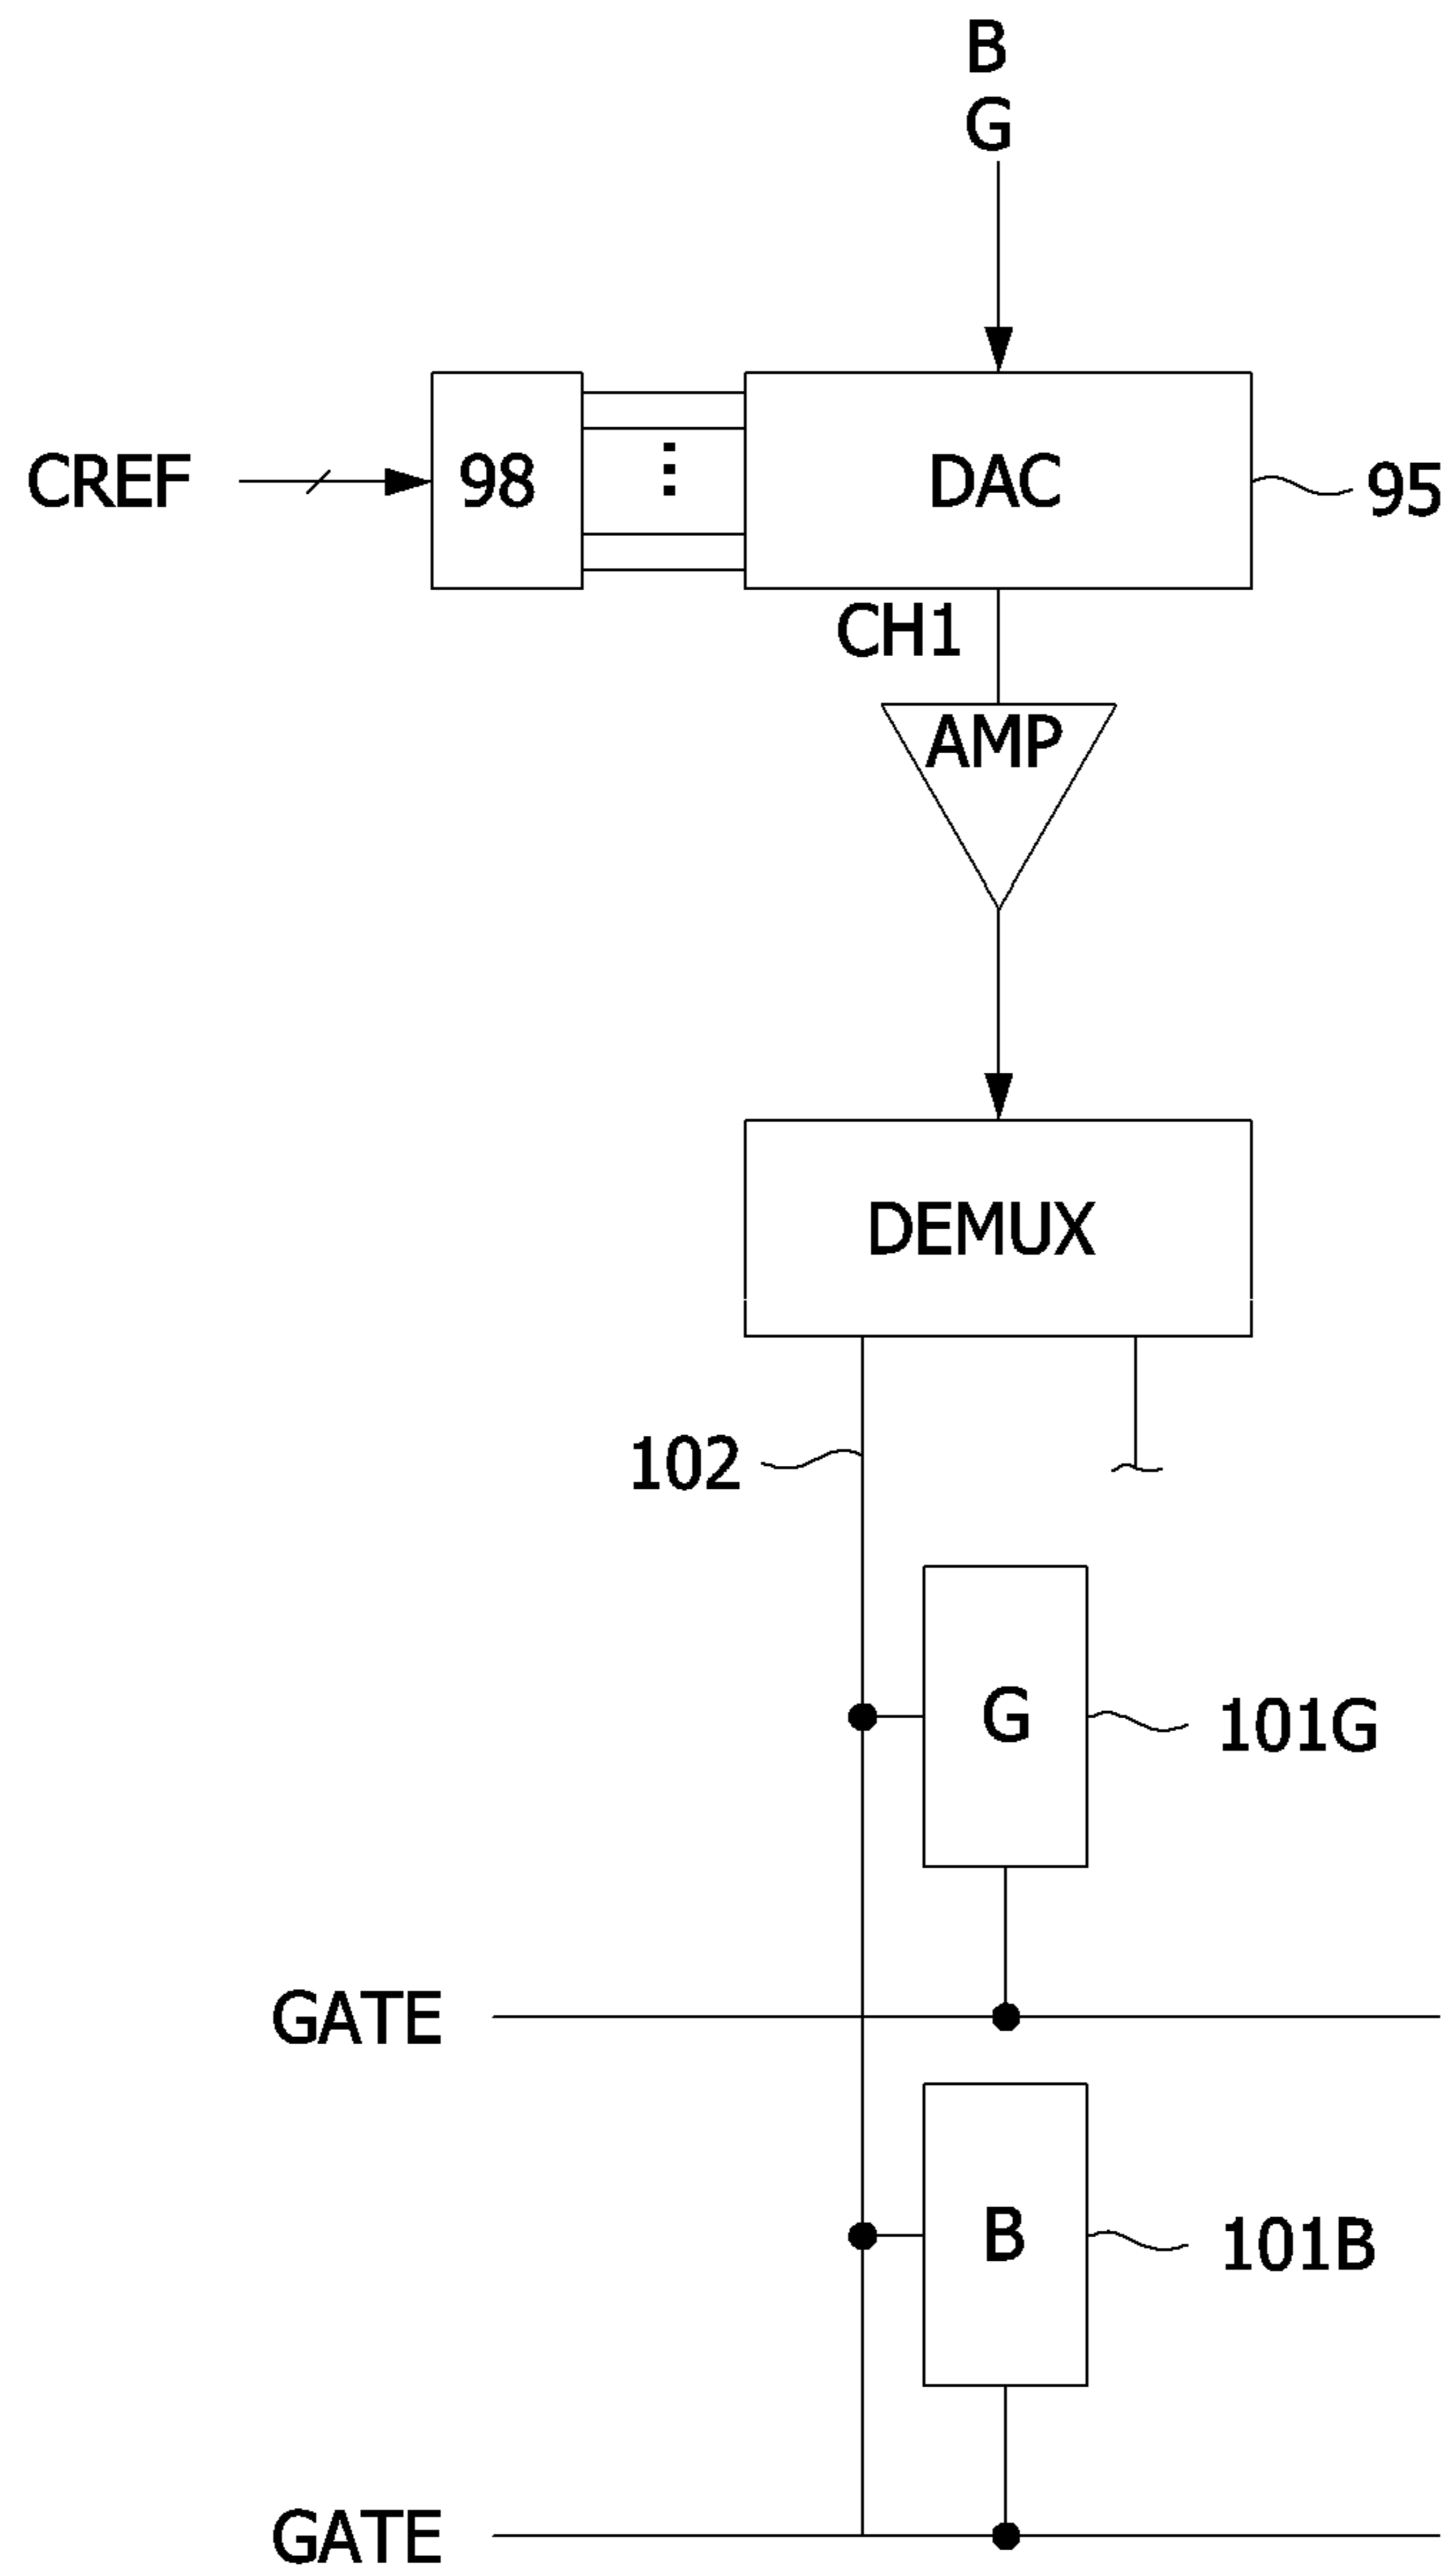 B
G
CREF
98
DAC
95
CH1
AMP
DEMUX
102
G
101G
GATE
B
101B
GATE